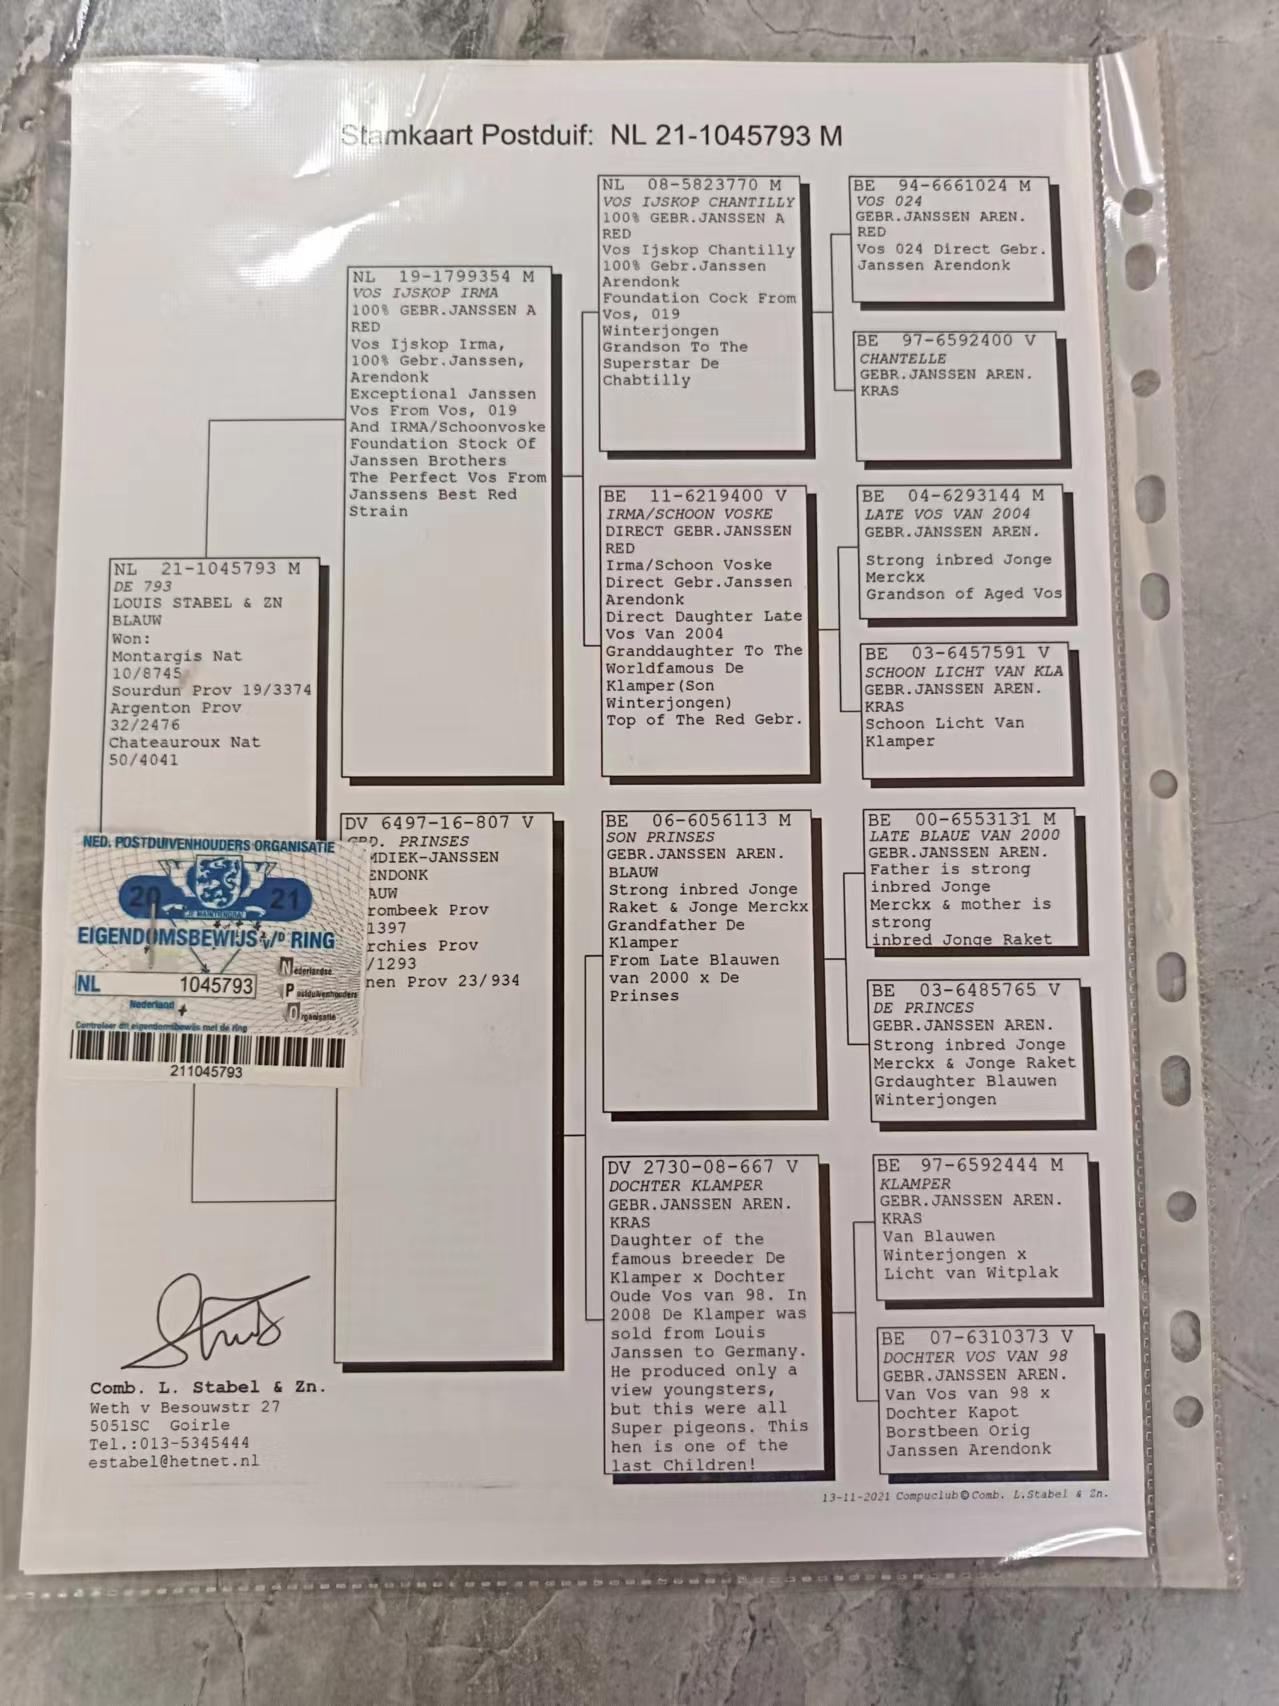 Stamkaart Postduif: NL 21-1045793 M
NL 21-1045793 M
DE 793
LOUIS STABEL & ZN
BLAUW
Won:
Montargis Nat
10/8745
Sourdun Prov 19/3374
Argenton Prov
32/2476
Chateauroux Nat
50/4041
NL 19-1799354 M
VOS IJSKOP IRMA
100% GEBR.JANSSEN A
RED
Vos Ijskop Irma,
100% Gebr.Janssen,
Arendonk
Exceptional Janssen
Vos From Vos, 019
And IRMA/Schoonvoske
Foundation Stock Of
Janssen Brothers
The Perfect Vos From
Janssens Best Red
Strain
DV 6497-16-807 V
PRINSES
MDIEK-JANSSEN
ENDONK
AUW
rombeek Prov
1397
rchies Prov
/1293
nen Prov 23/934
NL 08-5823770 M
VOS IJSKOP CHANTILLY
100% GEBR.JANSSEN A
RED
Vos Ijskop Chantilly
100% Gebr.Janssen
Arendonk
Foundation Cock From
Vos, 019
Winterjongen
Grandson To The
Superstar De
Chabtilly
BE 11-6219400 V
IRMA/SCHOON VOSKE
DIRECT GEBR.JANSSEN
RED
Irma/Schoon Voske
Direct Gebr.Janssen
Arendonk
Direct Daughter Late
Vos Van 2004
Granddaughter To The
Worldfamous De
Klamper(Son
Winterjongen)
Top of The Red Gebr.
BE 06-6056113 M
SON PRINSES
GEBR.JANSSEN AREN.
BLAUW
Strong inbred Jonge
Raket & Jonge Merckx
Grandfather De
Klamper
From Late Blauwen
van 2000 x De
Prinses
DV 2730-08-667 V
DOCHTER KLAMPER
GEBR.JANSSEN AREN.
KRAS
Daughter of the
famous breeder De
Klamper x Dochter
Oude Vos van 98. In
2008 De Klamper was
sold from Louis
Janssen to Germany.
He produced only a
view youngsters,
but this were all
Super pigeons. This
hen is one of the
last Children!
BE 94-6661024 M
VOS 024
GEBR.JANSSEN AREN.
RED
Vos 024 Direct Gebr.
Janssen Arendonk
BE 97-6592400 V
CHANTELLE
GEBR.JANSSEN AREN.
KRAS
BE 04-6293144 M
LATE VOS VAN 2004
GEBR.JANSSEN AREN.
Strong inbred Jonge
Merckx
Grandson of Aged Vos
BE 03-6457591 V
SCHOON LICHT VAN KLA
GEBR.JANSSEN AREN.
KRAS
Schoon Licht Van
Klamper
BE 00-6553131 M
LATE BLAUE VAN 2000
GEBR.JANSSEN AREN.
Father is strong
inbred Jonge
Merckx & mother is
strong
inbred Jonge Raket
BE 03-6485765 V
DE PRINCES
GEBR.JANSSEN AREN.
Strong inbred Jonge
Merckx & Jonge Raket
Grdaughter Blauwen
Winterjongen
BE 97-6592444 M
KLAMPER
GEBR.JANSSEN AREN.
KRAS
Van Blauwen
Winterjongen x
Licht van Witplak
BE 07-6310373 V
DOCHTER VOS VAN 98
GEBR.JANSSEN AREN.
Van Vos van 98 x
Dochter Kapot
Borstbeen Orig
Janssen Arendonk
NED. POSTDUIVENHOUDERS ORGANISATIE
20 21
EIGENDOMSBEWIJS v/D RING
NL 1045793
Nederland
Nederlandse
Postduivenhouders
Organisatie
Controleer dit eigendomsbewijs met de ring
211045793
Comb. L. Stabel & Zn.
Weth v Besouwstr 27
5051SC Goirle
Tel.:013-5345444
estabel@hetnet.nl
13-11-2021 Compuclub©Comb. L.Stabel & Zn.